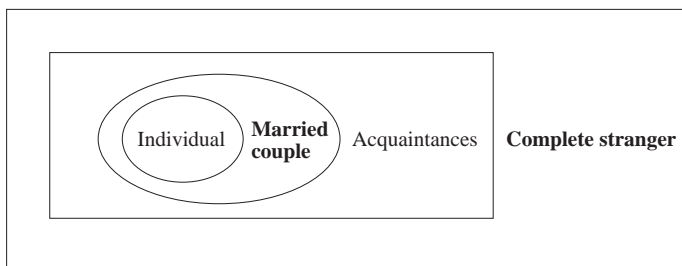 Individual
Married
couple
Acquaintances
Complete stranger